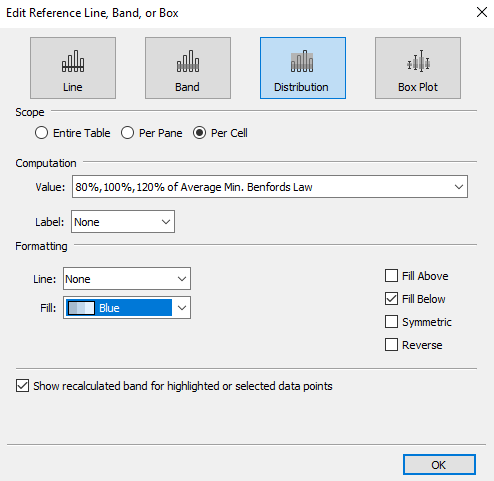 Edit Reference Line, Band, or Box
Line Band Distribution Box Plot
Scope
Entire Table Per Pane Per Cell
Computation
Value: 80%,100%,120% of Average Min. Benfords Law
Label: None
Formatting
Line: None
Fill: Blue
Fill Above
Fill Below
Symmetric
Reverse
Show recalculated band for highlighted or selected data points
OK